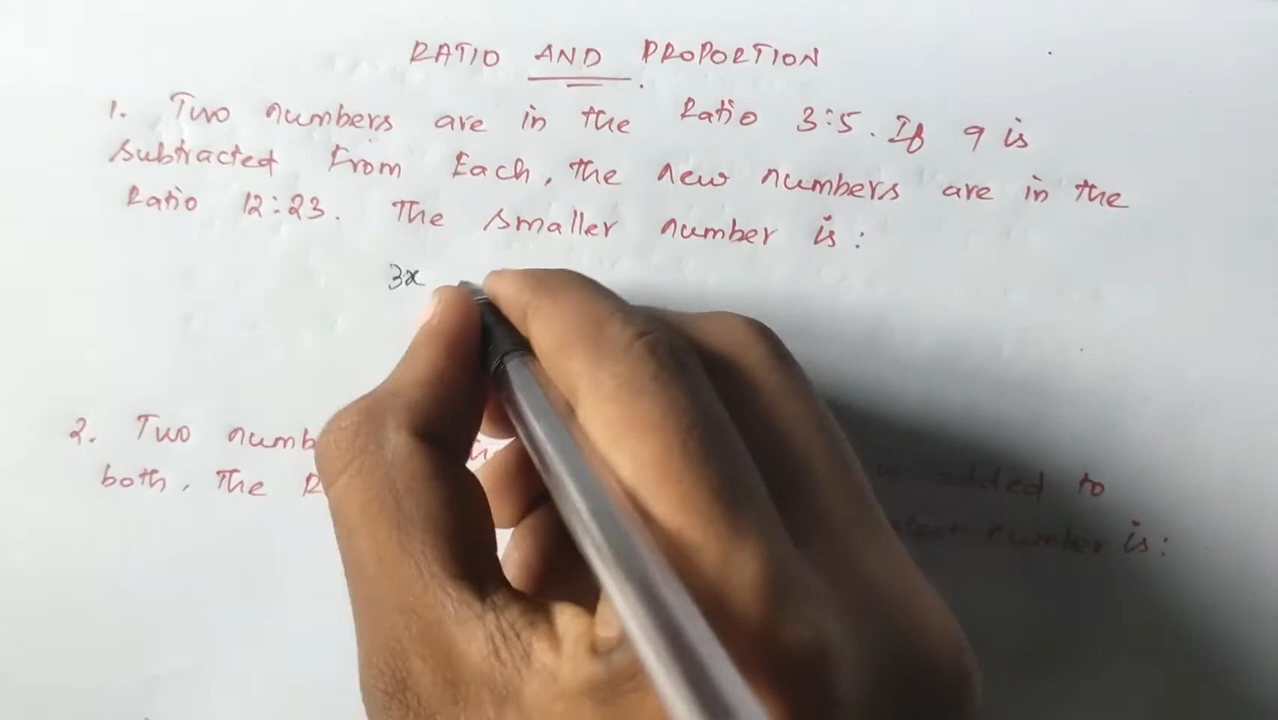 RATIO AND PROPORTION
1. Two numbers are in the Ratio 3:5. If 9 is
subtracted From Each, the new numbers are in the
Ratio 12:23. The smaller number is:
3x
2. Two numb added to
both, The number is: